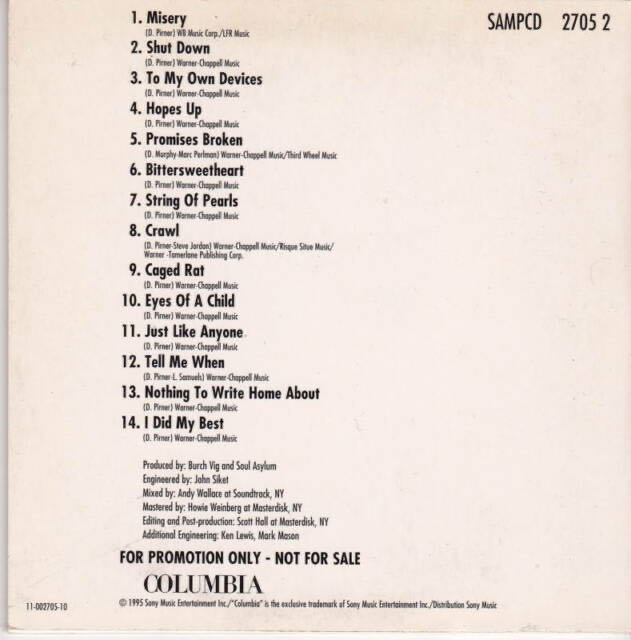 SAMPCD 2705 2
1. Misery
(D. Pirner) WB Music Corp./LFR Music
2. Shut Down
(D. Pirner) Warner-Chappell Music
3. To My Own Devices
(D. Pirner) Warner-Chappell Music
4. Hopes Up
(D. Pirner) Warner-Chappell Music
5. Promises Broken
(D. Murphy-Marc Perlman) Warner-Chappell Music/Third Wheel Music
6. Bittersweetheart
(D. Pirner) Warner-Chappell Music
7. String Of Pearls
(D. Pirner) Warner-Chappell Music
8. Crawl
(D. Pirner-Steve Jordan) Warner-Chappell Music/Risque Situe Music/
Warner -Tamerlane Publishing Corp.
9. Caged Rat
(D. Pirner) Warner-Chappell Music
10. Eyes Of A Child
(D. Pirner) Warner-Chappell Music
11. Just Like Anyone
(D. Pirner) Warner-Chappell Music
12. Tell Me When
(D. Pirner-L. Samuels) Warner-Chappell Music
13. Nothing To Write Home About
(D. Pirner) Warner-Chappell Music
14. I Did My Best
(D. Pirner) Warner-Chappell Music
Produced by: Burch Vig and Soul Asylum
Engineered by: John Siket
Mixed by: Andy Wallace at Soundtrack, NY
Mastered by: Howie Weinberg at Masterdisk, NY
Editing and Post-production: Scott Hall at Masterdisk, NY
Additional Engineering: Ken Lewis, Mark Mason
FOR PROMOTION ONLY - NOT FOR SALE
COLUMBIA
11-002705-10
© 1995 Sony Music Entertainment Inc./"Columbia" is the exclusive trademark of Sony Music Entertainment Inc./Distribution Sony Music